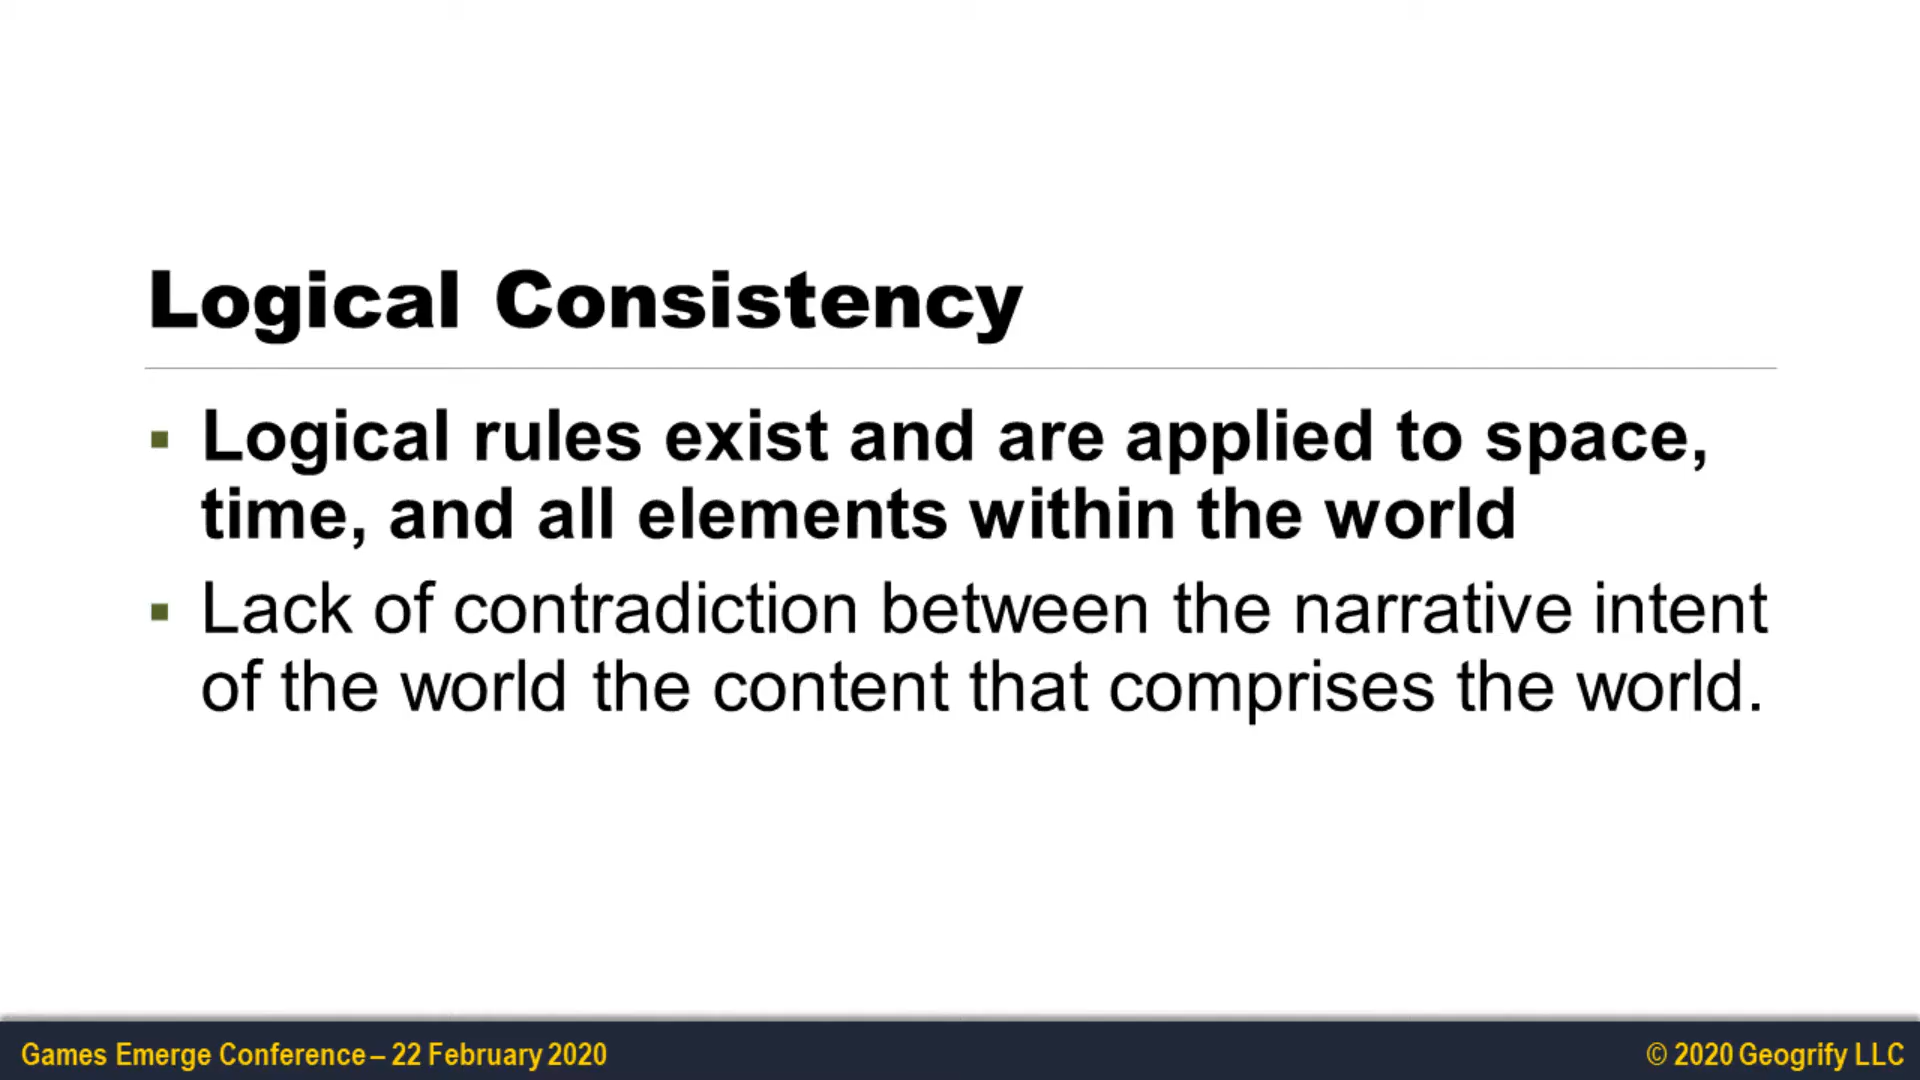 Logical Consistency
▪ Logical rules exist and are applied to space,
time, and all elements within the world
▪ Lack of contradiction between the narrative intent
of the world the content that comprises the world.
Games Emerge Conference – 22 February 2020
© 2020 Geogrify LLC